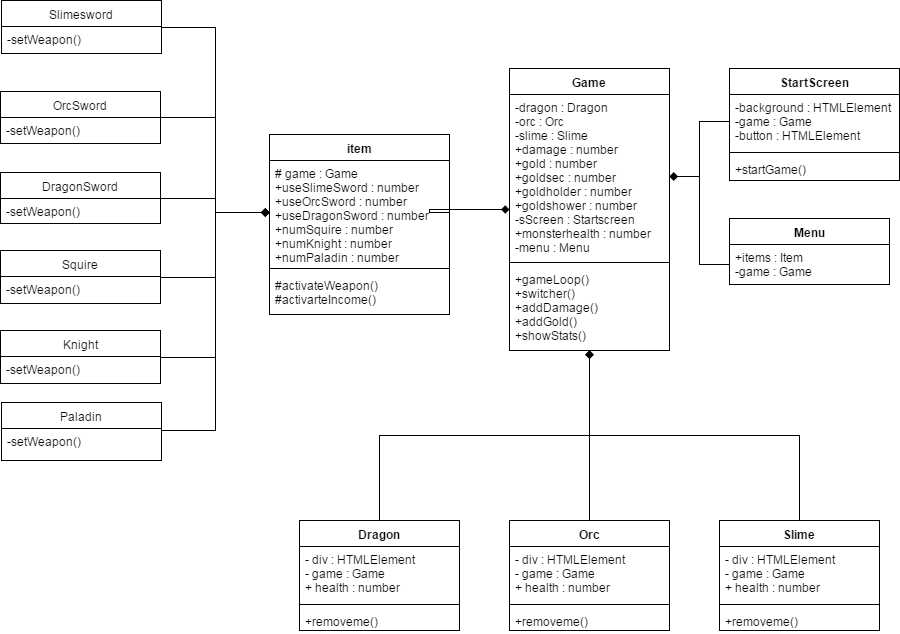 Slimesword
-setWeapon()
OrcSword
-setWeapon()
DragonSword
-setWeapon()
Squire
-setWeapon()
Knight
-setWeapon()
Paladin
-setWeapon()
item
# game : Game
+useSlimeSword : number
+useOrcSword : number
+useDragonSword : number
+numSquire : number
+numKnight : number
+numPaladin : number
#activateWeapon()
#activarteIncome()
Game
-dragon : Dragon
-orc : Orc
-slime : Slime
+damage : number
+gold : number
+goldsec : number
+goldholder : number
+goldshower : number
-sScreen : Startscreen
+monsterhealth : number
-menu : Menu
+gameLoop()
+switcher()
+addDamage()
+addGold()
+showStats()
StartScreen
-background : HTMLElement
-game : Game
-button : HTMLElement
+startGame()
Menu
+items : Item
-game : Game
Dragon
- div : HTMLElement
- game : Game
+ health : number
+removeme()
Orc
- div : HTMLElement
- game : Game
+ health : number
+removeme()
Slime
- div : HTMLElement
- game : Game
+ health : number
+removeme()